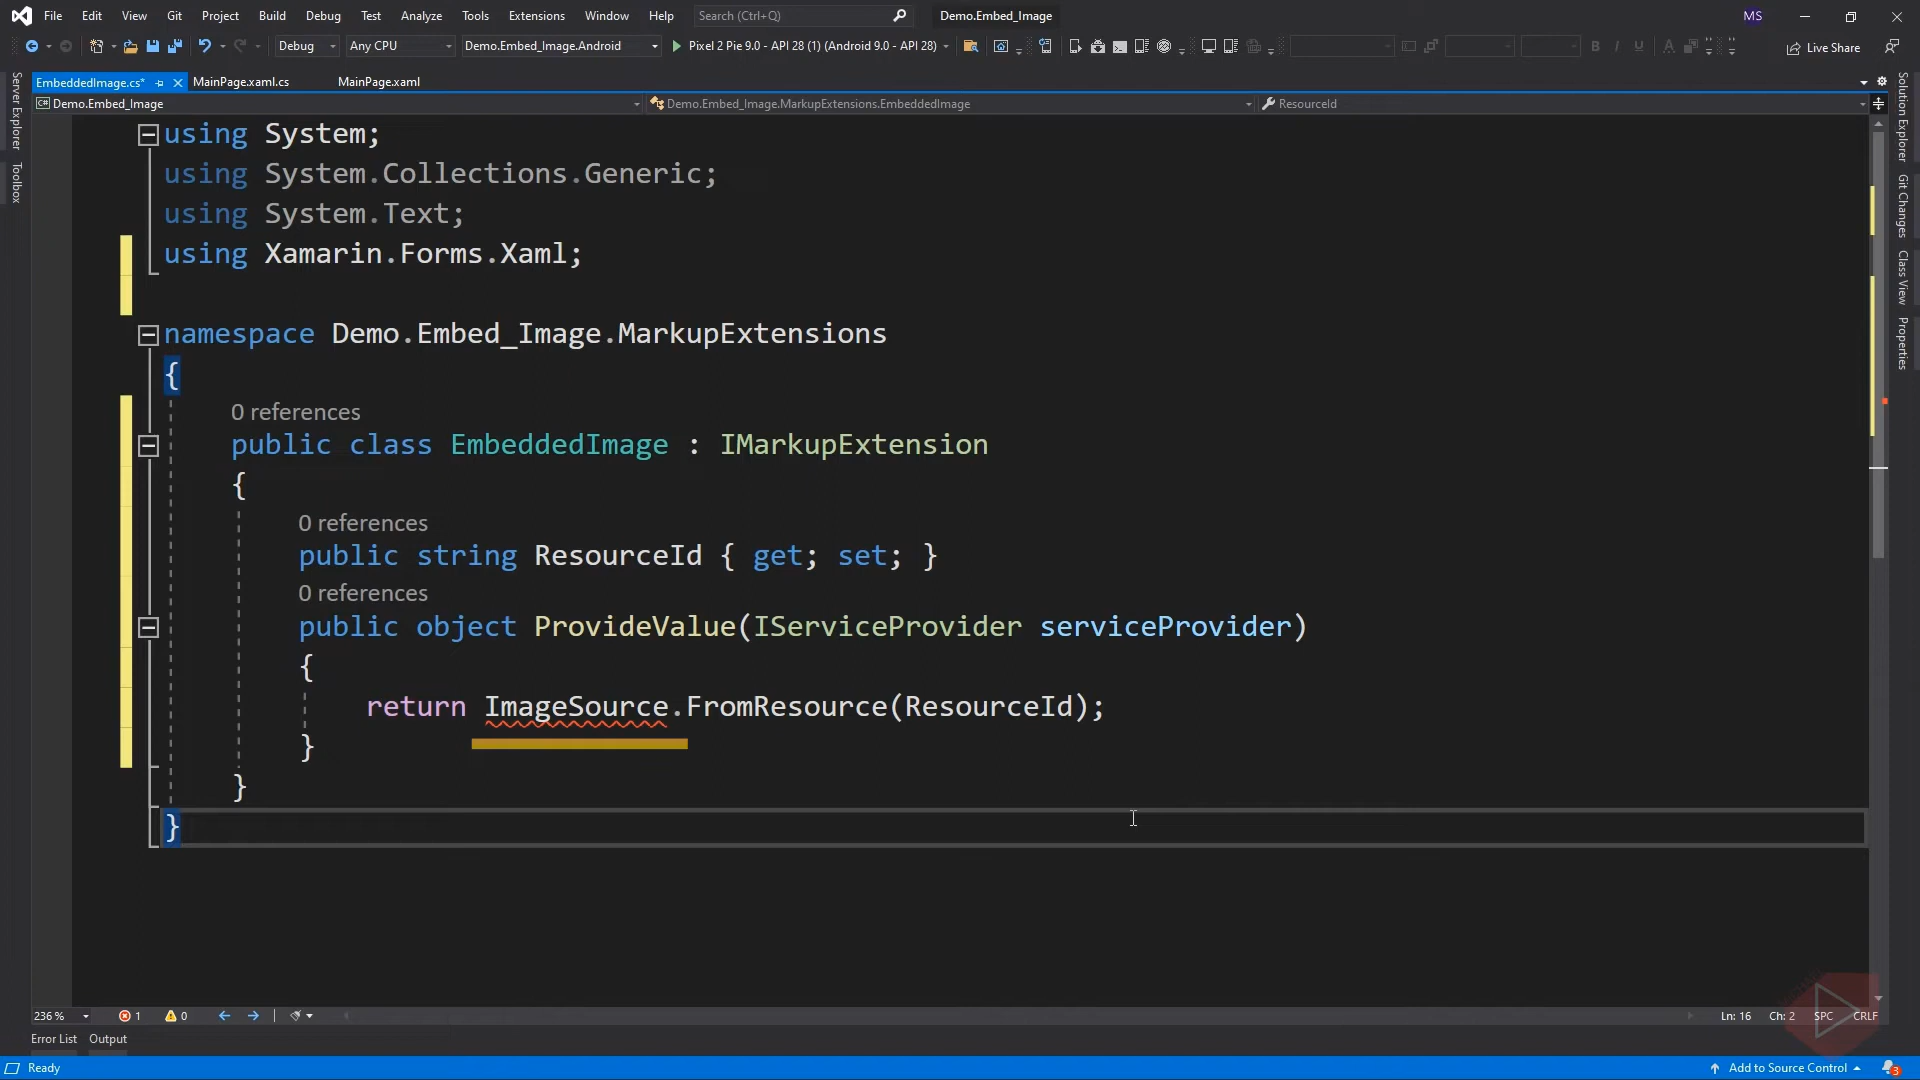 File Edit View Git Project Build Debug Test Analyze Tools Extensions Window Help Search (Ctrl+Q) Demo.Embed_Image MS
Debug Any CPU Demo.Embed_Image.Android Pixel 2 Pie 9.0 - API 28 (1) (Android 9.0 - API 28) Live Share
EmbeddedImage.cs* MainPage.xaml.cs MainPage.xaml
Demo.Embed_Image Demo.Embed_Image.MarkupExtensions.EmbeddedImage ResourceId
Server Explorer
Toolbox
Solution Explorer
Git Changes
Class View
Properties
using System;
using System.Collections.Generic;
using System.Text;
using Xamarin.Forms.Xaml;
namespace Demo.Embed_Image.MarkupExtensions
{
0 references
public class EmbeddedImage : IMarkupExtension
{
0 references
public string ResourceId { get; set; }
0 references
public object ProvideValue(IServiceProvider serviceProvider)
{
return ImageSource.FromResource(ResourceId);
}
}
}
236 % 1 0 Ln: 16 Ch: 2 SPC CRLF
Error List Output
Ready Add to Source Control 3